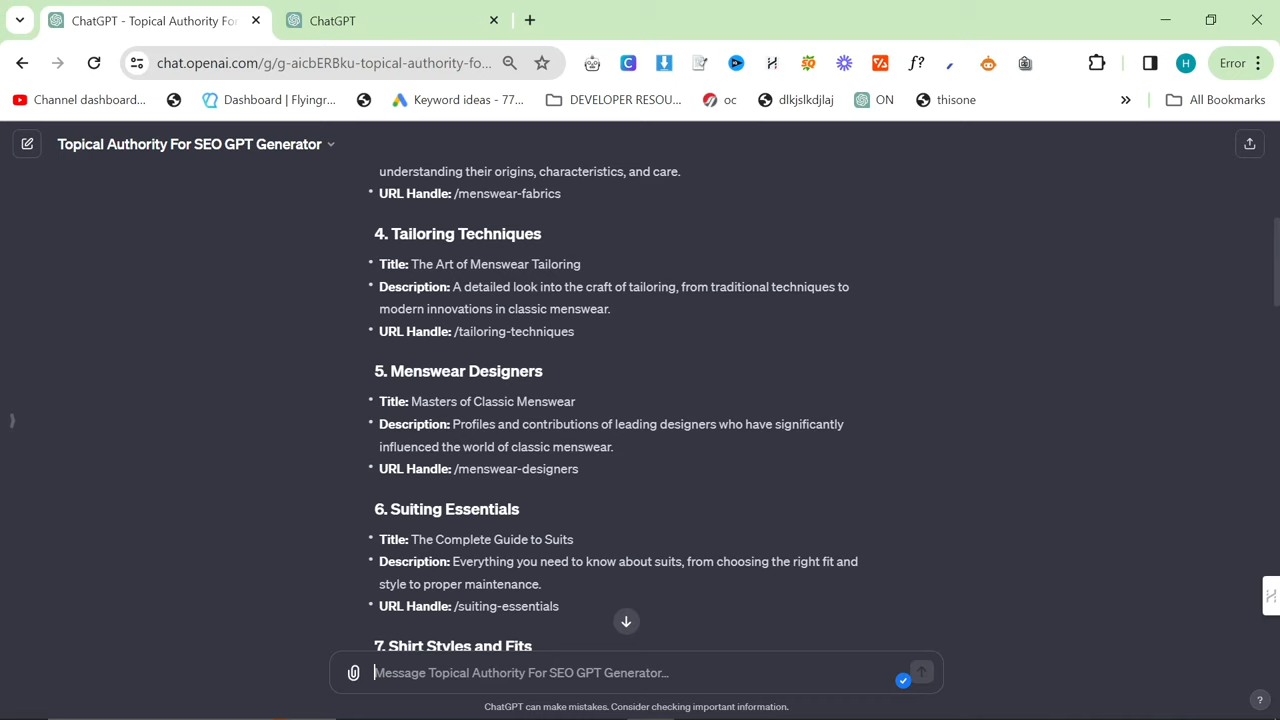 ChatGPT - Topical Authority For
ChatGPT
chat.openai.com/g/g-aicbERBku-topical-authority-fo...
H
Error
Channel dashboard...
Dashboard | Flyingr...
Keyword ideas - 77...
DEVELOPER RESOU...
oc
dlkjslkdjlaj
ON
thisone
All Bookmarks
Topical Authority For SEO GPT Generator
understanding their origins, characteristics, and care.
• URL Handle: /menswear-fabrics
4. Tailoring Techniques
• Title: The Art of Menswear Tailoring
• Description: A detailed look into the craft of tailoring, from traditional techniques to
modern innovations in classic menswear.
• URL Handle: /tailoring-techniques
5. Menswear Designers
• Title: Masters of Classic Menswear
• Description: Profiles and contributions of leading designers who have significantly
influenced the world of classic menswear.
• URL Handle: /menswear-designers
6. Suiting Essentials
• Title: The Complete Guide to Suits
• Description: Everything you need to know about suits, from choosing the right fit and
style to proper maintenance.
• URL Handle: /suiting-essentials
7. Shirt Styles and Fits
Message Topical Authority For SEO GPT Generator...
ChatGPT can make mistakes. Consider checking important information.
?